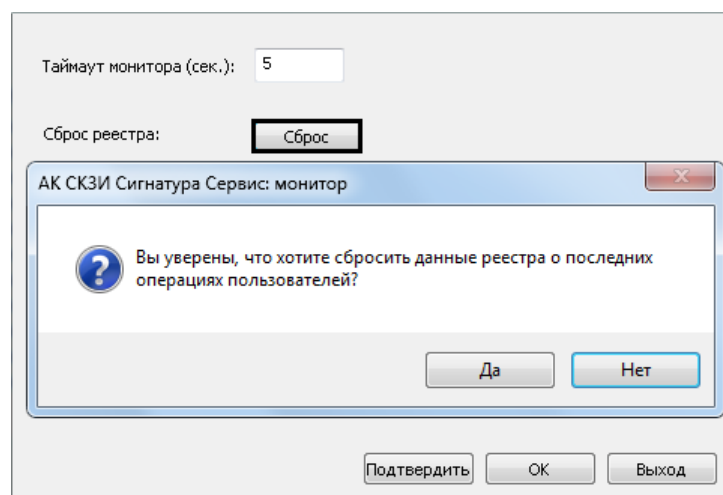 Таймаут монитора (сек.): 5
Сброс реестра: Сброс
АК СКЗИ Сигнатура Сервис: монитор
Вы уверены, что хотите сбросить данные реестра о последних
операциях пользователей?
Да Нет
Подтвердить ОК Выход